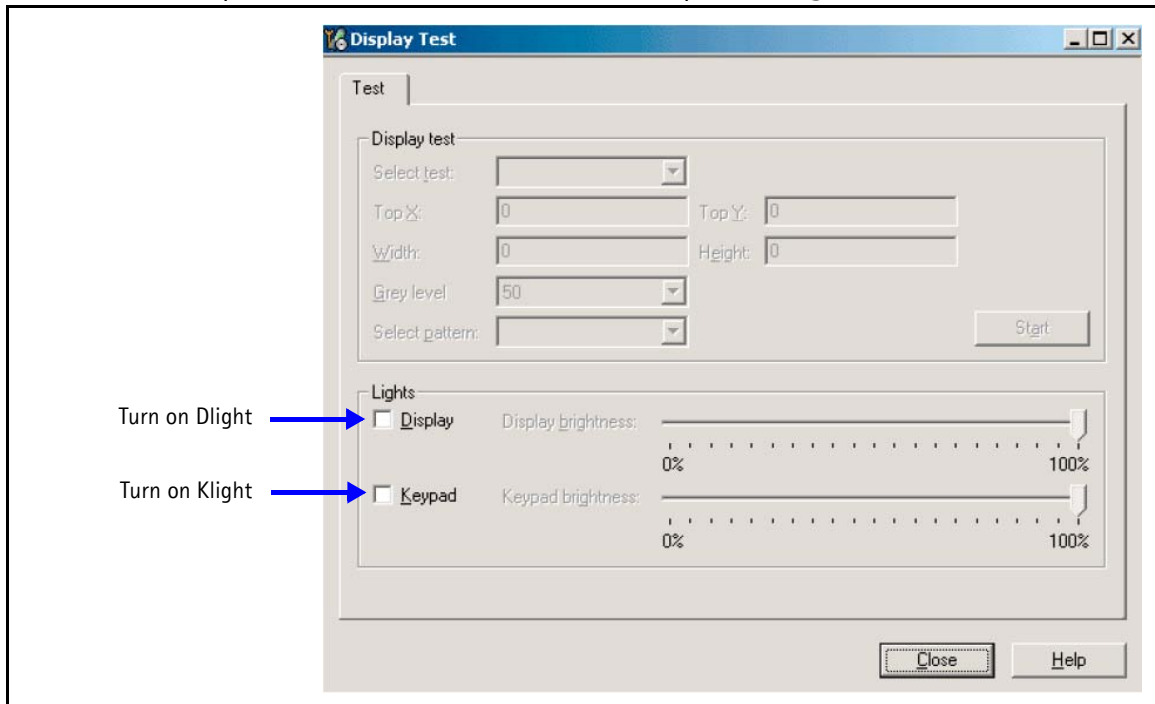 Display Test
Test
Display test
Select test:
Top X: 0 Top Y: 0
Width: 0 Height: 0
Grey level 50
Select pattern: Start
Lights
Turn on Dlight Display Display brightness:
0% 100%
Turn on Klight Keypad Keypad brightness:
0% 100%
Close Help